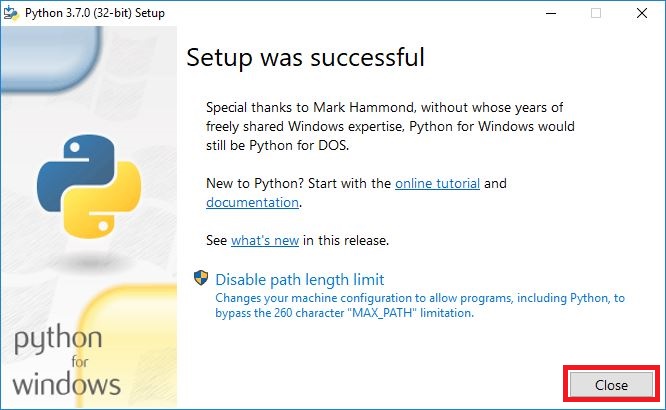 Python 3.7.0 (32-bit) Setup
Setup was successful
Special thanks to Mark Hammond, without whose years of
freely shared Windows expertise, Python for Windows would
still be Python for DOS.
New to Python? Start with the online tutorial and
documentation.
See what's new in this release.
Disable path length limit
Changes your machine configuration to allow programs, including Python, to
bypass the 260 character "MAX_PATH" limitation.
python
for
windows
Close